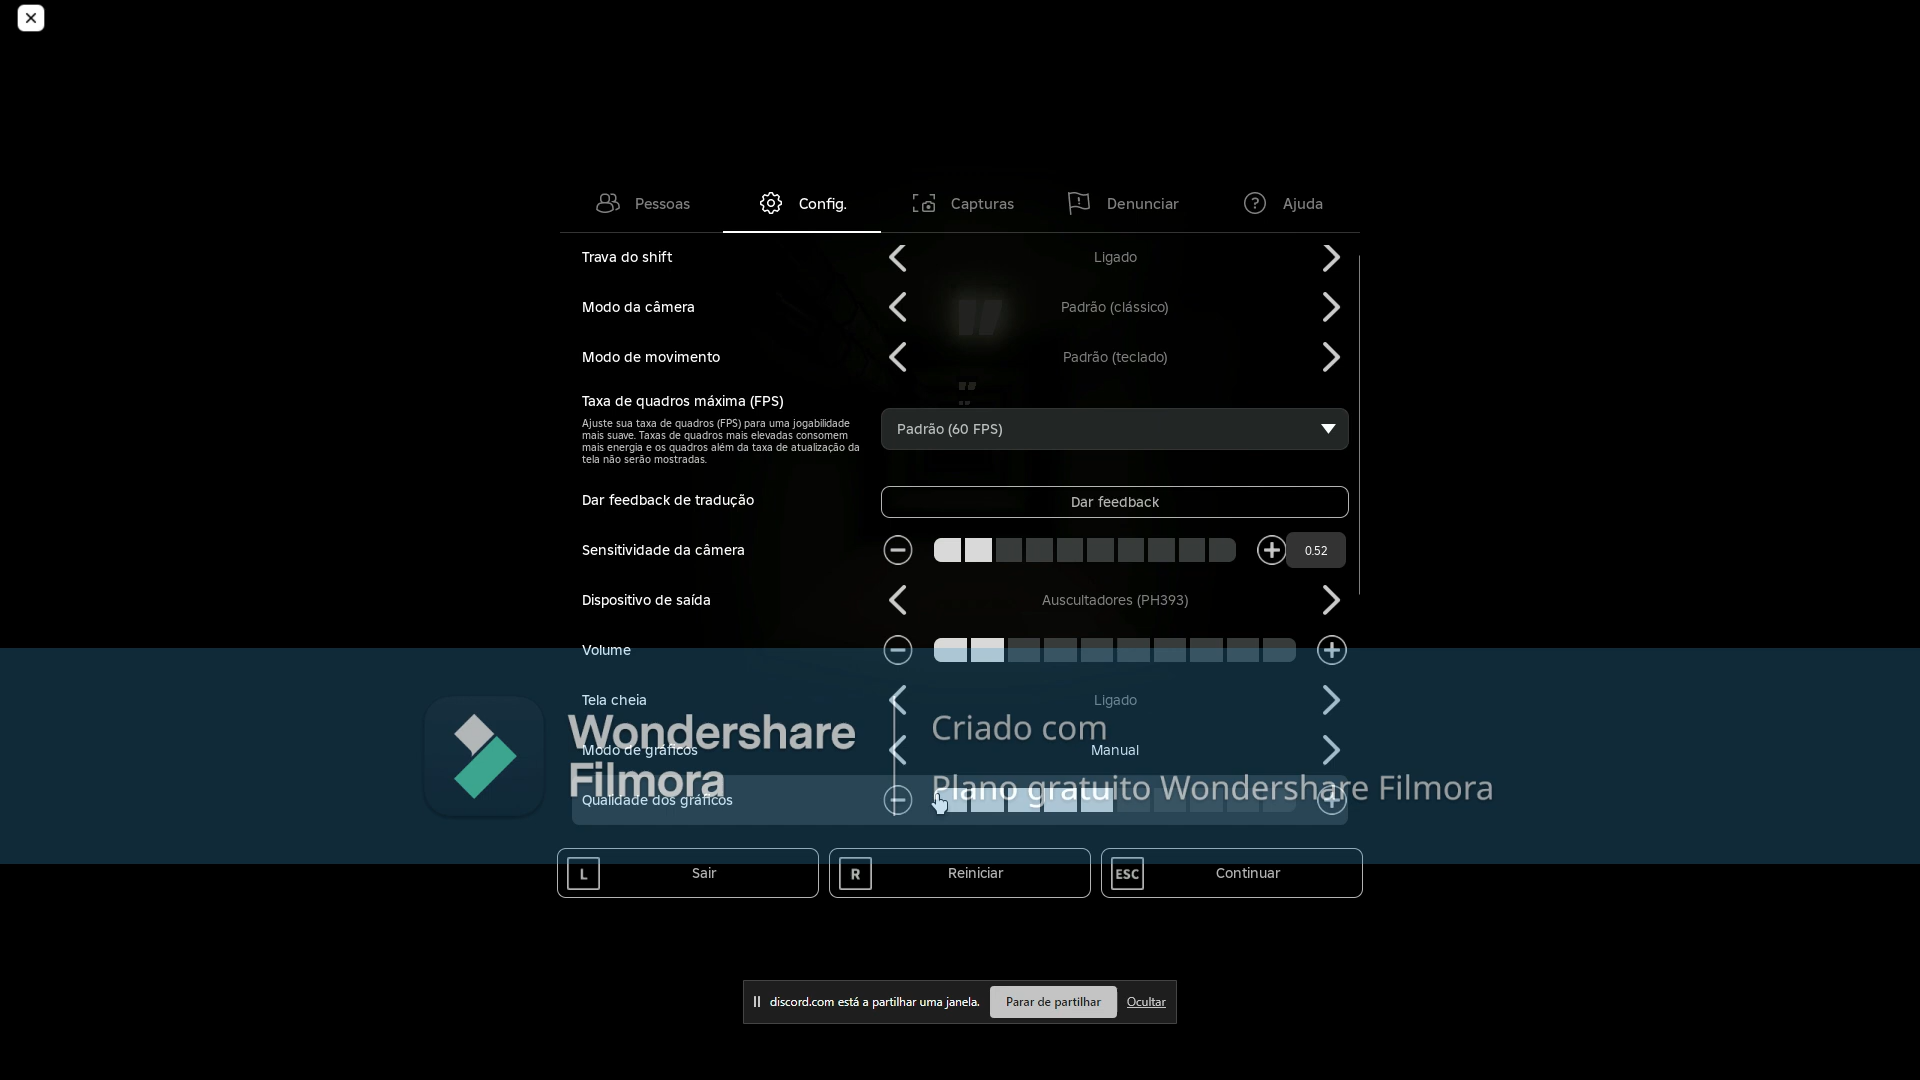 Pessoas
Config.
Capturas
Denunciar
Ajuda
Trava do shift
Ligado
Modo da câmera
Padrão (clássico)
Modo de movimento
Padrão (teclado)
Taxa de quadros máxima (FPS)
Ajuste sua taxa de quadros (FPS) para uma jogabilidade
mais suave. Taxas de quadros mais elevadas consomem
mais energia e os quadros além da taxa de atualização da
tela não serão mostradas.
Padrão (60 FPS)
Dar feedback de tradução
Dar feedback
Sensitividade da câmera
0.52
Dispositivo de saída
Auscultadores (PH393)
Volume
Tela cheia
Ligado
Modo de gráficos
Manual
Qualidade dos gráficos
Wondershare
Filmora
Criado com
Plano gratuito Wondershare Filmora
L Sair
R Reiniciar
ESC Continuar
discord.com está a partilhar uma janela.
Parar de partilhar
Ocultar